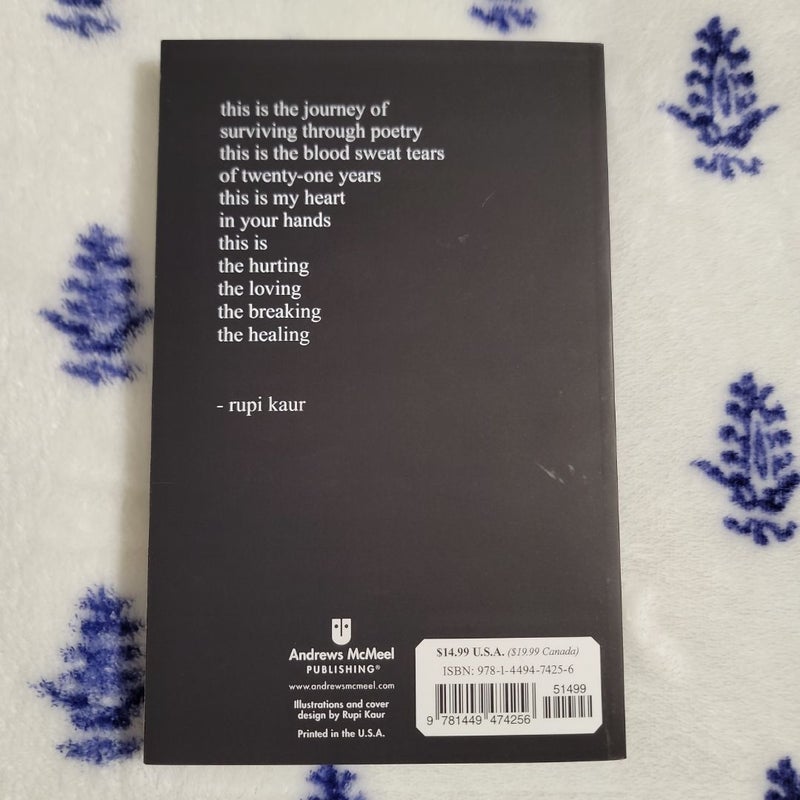 this is the journey of
surviving through poetry
this is the blood sweat tears
of twenty-one years
this is my heart
in your hands
this is
the hurting
the loving
the breaking
the healing
- rupi kaur
Andrews McMeel
PUBLISHING®
www.andrewsmcmeel.com
Illustrations and cover
design by Rupi Kaur
Printed in the U.S.A.
$14.99 U.S.A. ($19.99 Canada)
ISBN: 978-1-4494-7425-6
51499
9 781449 474256